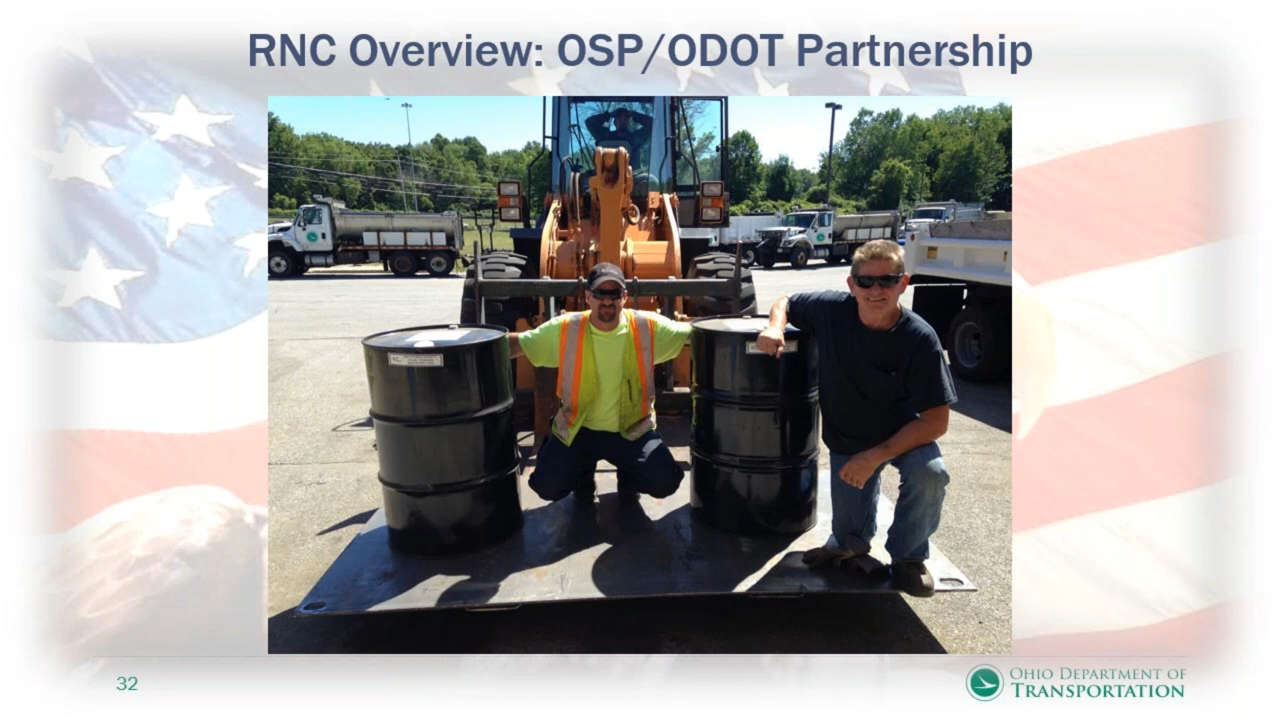 RNC Overview: OSP/ODOT Partnership
32
OHIO DEPARTMENT OF
TRANSPORTATION